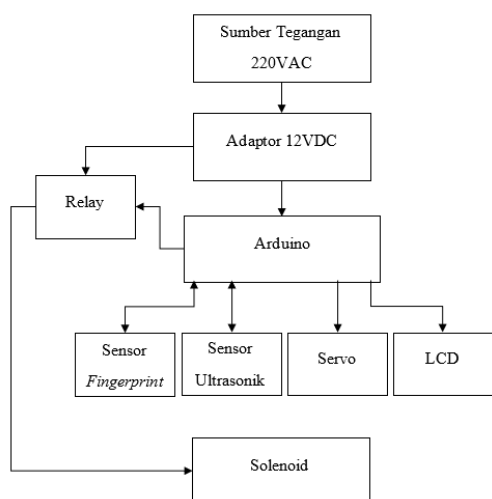 Sumber Tegangan
220VAC
Adaptor 12VDC
Relay
Arduino
Sensor
Fingerprint
Sensor
Ultrasonik
Servo
LCD
Solenoid